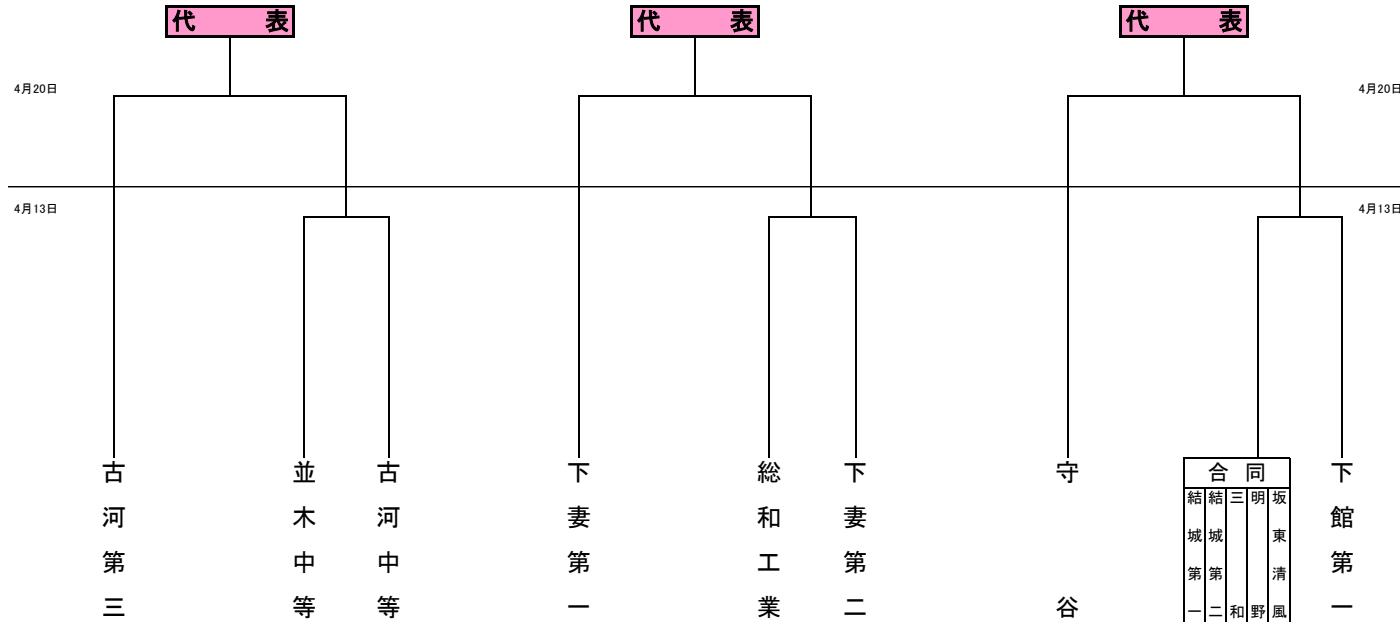 代 表
代 表
代 表
4月20日
4月20日
4月13日
4月13日
古河第三
並木中等
古河中等
下妻第一
総和工業
下妻第二
守谷
合同
結城第一
結城第二
三和
明野
坂東清風
下館第一